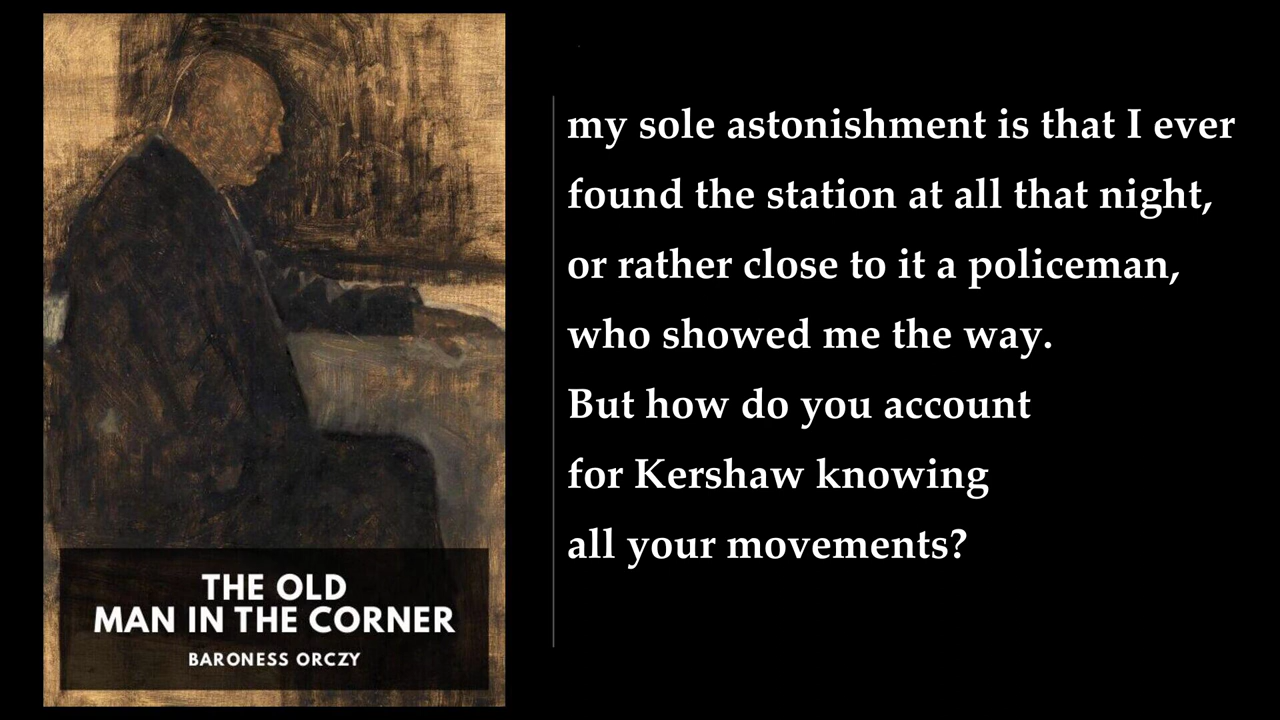 THE OLD
MAN IN THE CORNER
BARONESS ORCZY
my sole astonishment is that I ever
found the station at all that night,
or rather close to it a policeman,
who showed me the way.
But how do you account
for Kershaw knowing
all your movements?